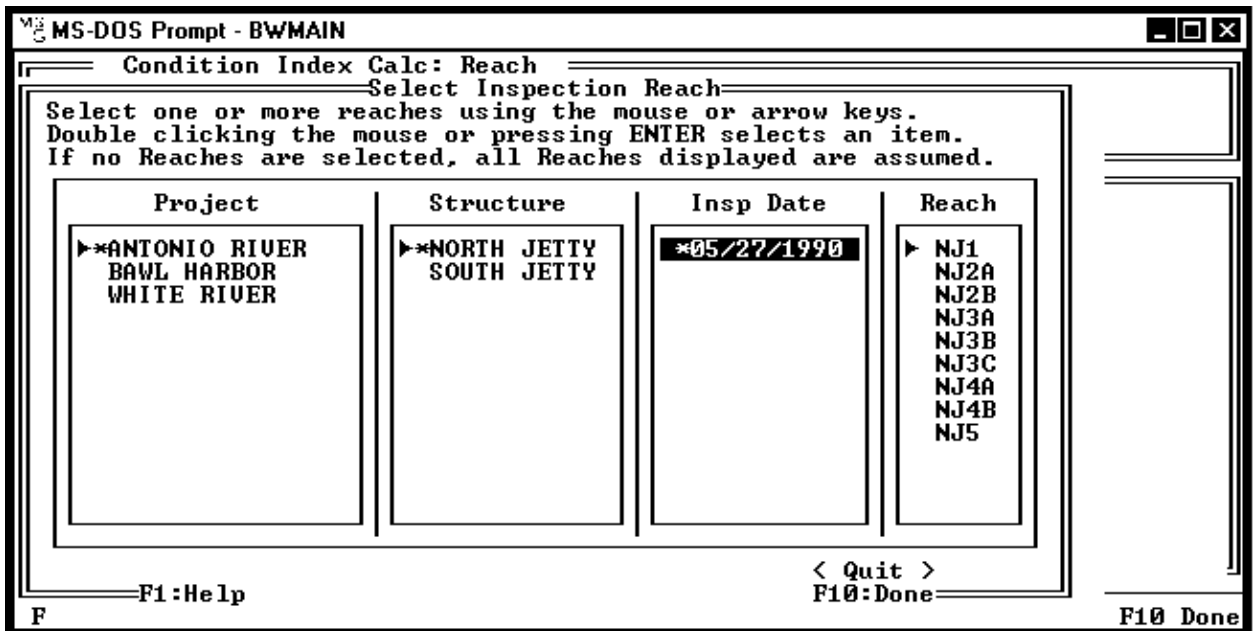 MS-DOS Prompt - BWMAIN
Condition Index Calc: Reach
Select Inspection Reach
Select one or more reaches using the mouse or arrow keys.
Double clicking the mouse or pressing ENTER selects an item.
If no Reaches are selected, all Reaches displayed are assumed.
Project Structure Insp Date Reach
►*ANTONIO RIVER ►*NORTH JETTY *05/27/1990 ► NJ1
BAWL HARBOR SOUTH JETTY NJ2A
WHITE RIVER NJ2B
NJ3A
NJ3B
NJ3C
NJ4A
NJ4B
NJ5
< Quit >
F1:Help F10:Done
F F10 Done